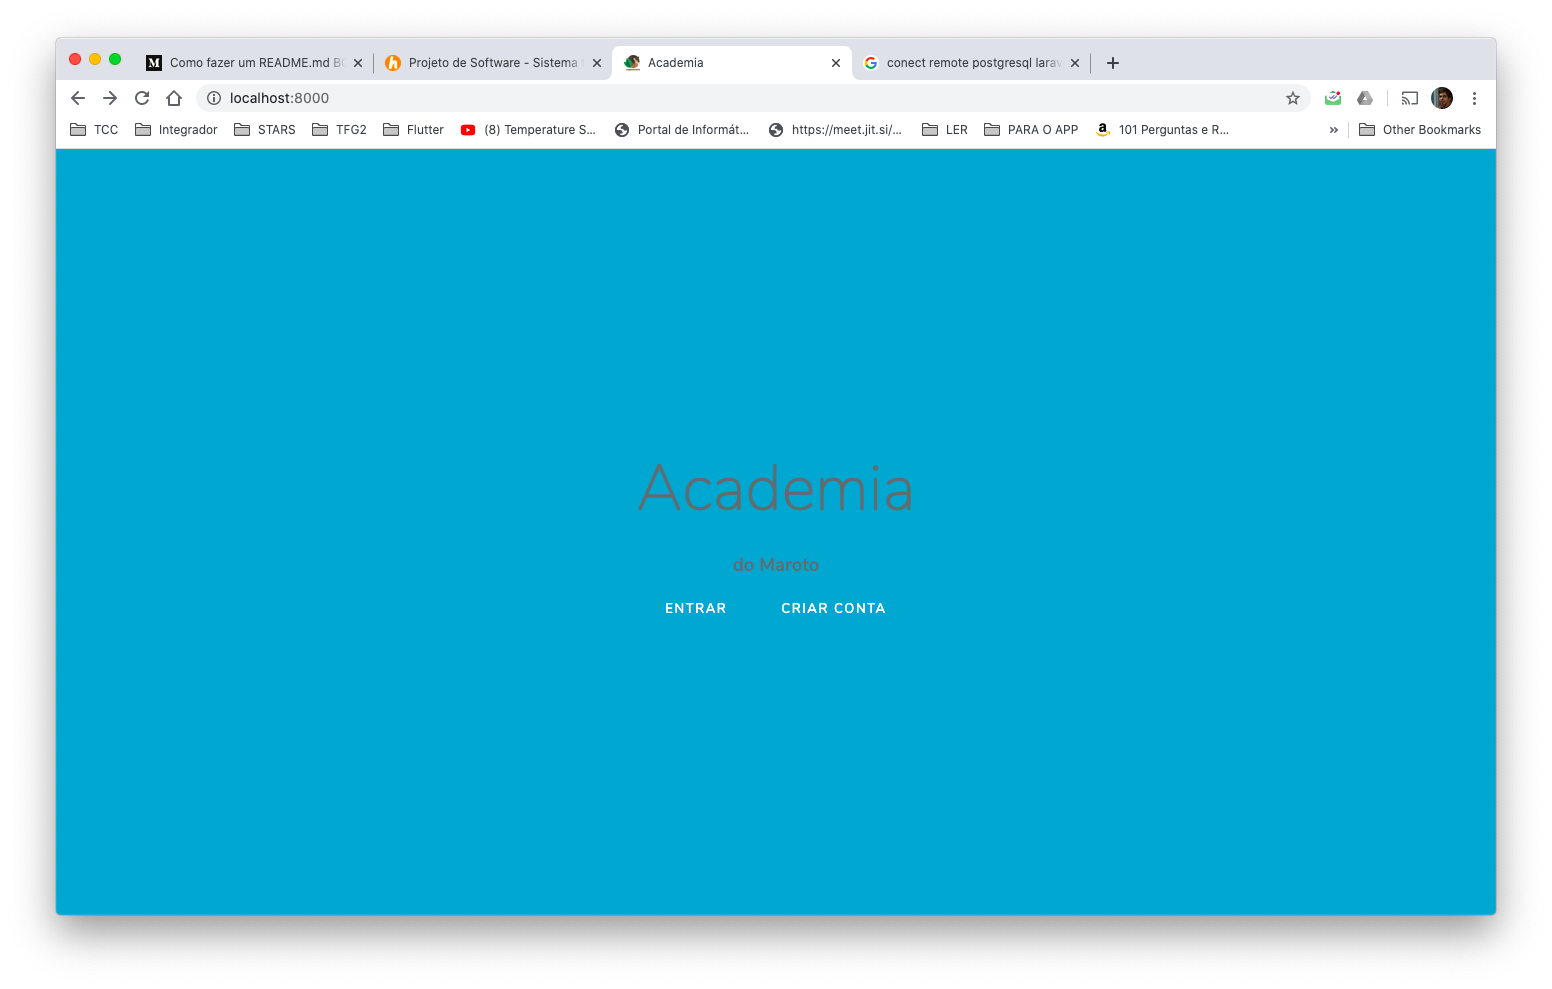 Como fazer um README.md
Projeto de Software - Sistema
Academia
conect remote postgresql larav
localhost:8000
TCC
Integrador
STARS
TFG2
Flutter
(8) Temperature S...
Portal de Informát...
https://meet.jit.si/...
LER
PARA O APP
101 Perguntas e R...
»
Other Bookmarks
Academia
do Maroto
ENTRAR
CRIAR CONTA